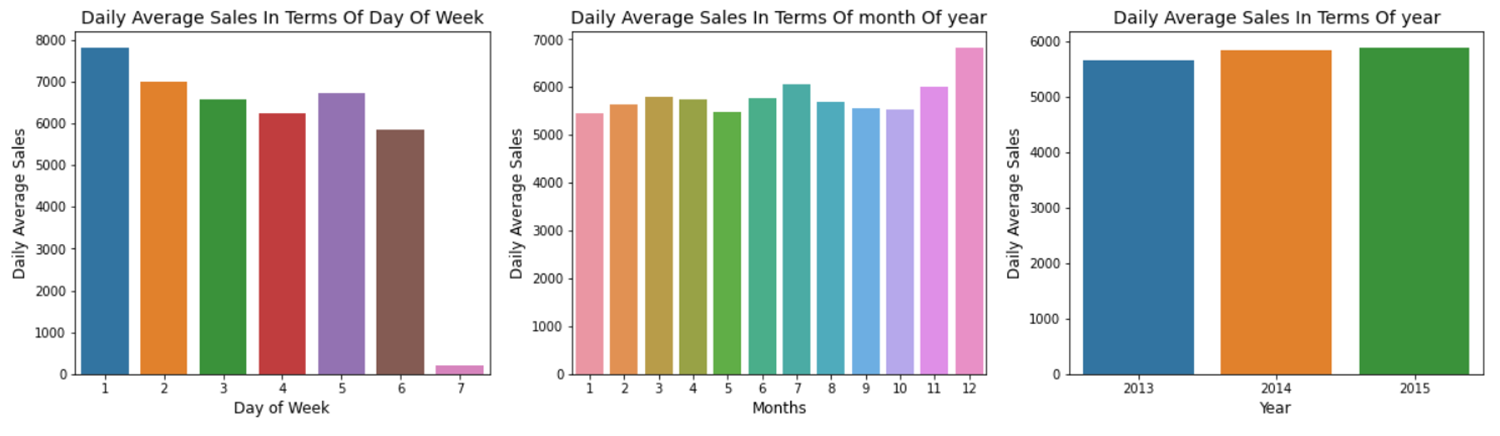 Daily Average Sales In Terms Of Day Of Week
Daily Average Sales
8000
7000
6000
5000
4000
3000
2000
1000
0
1 2 3 4 5 6 7
Day of Week
Daily Average Sales In Terms Of month Of year
Daily Average Sales
7000
6000
5000
4000
3000
2000
1000
0
1 2 3 4 5 6 7 8 9 10 11 12
Months
Daily Average Sales In Terms Of year
Daily Average Sales
6000
5000
4000
3000
2000
1000
0
2013 2014 2015
Year